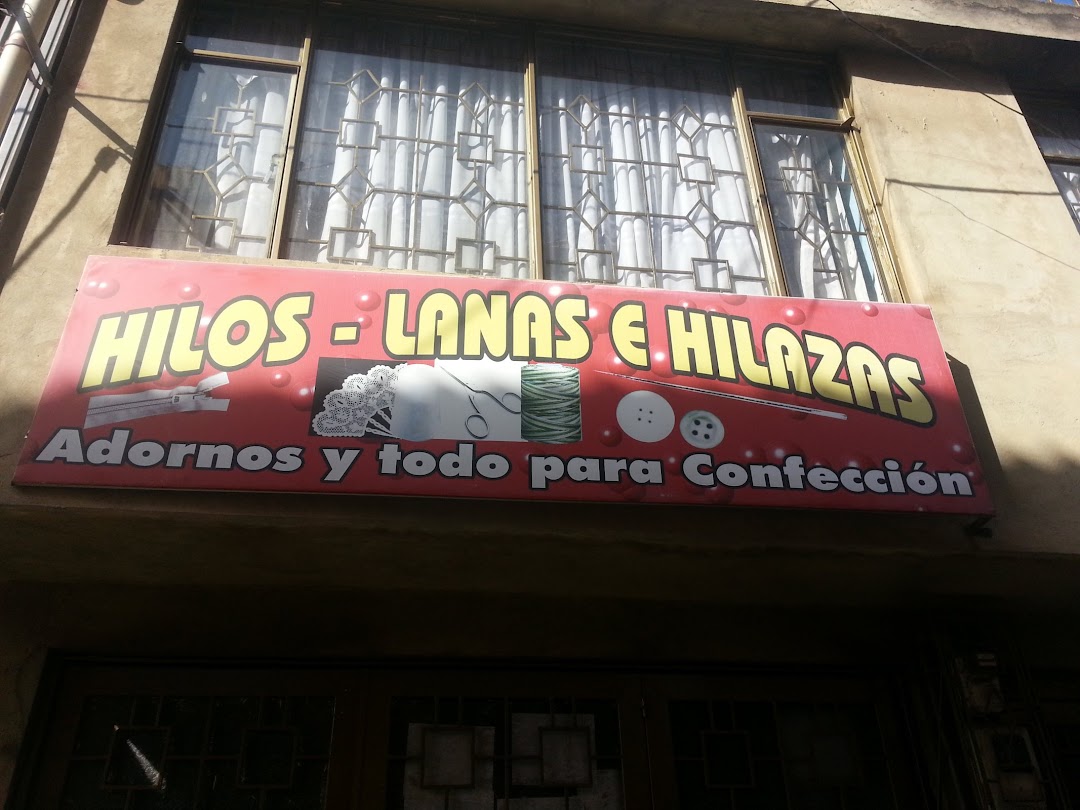 HILOS - LANAS E HILAZAS
Adornos y todo para Confección